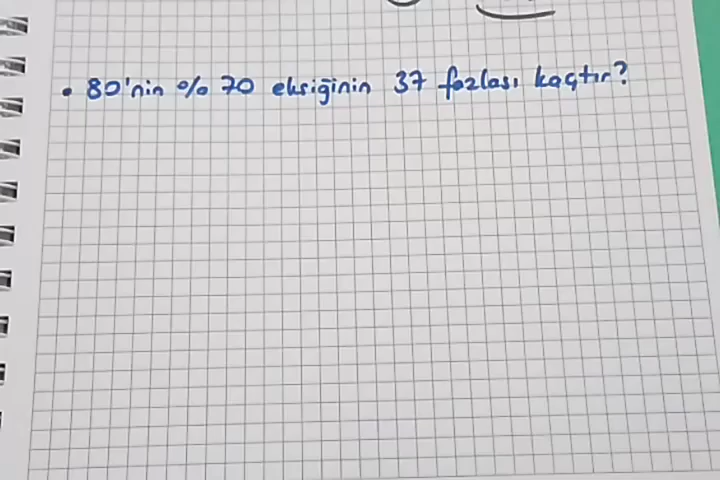 • 80'nin % 70 eksiğinin 37 fazlası kaçtır?